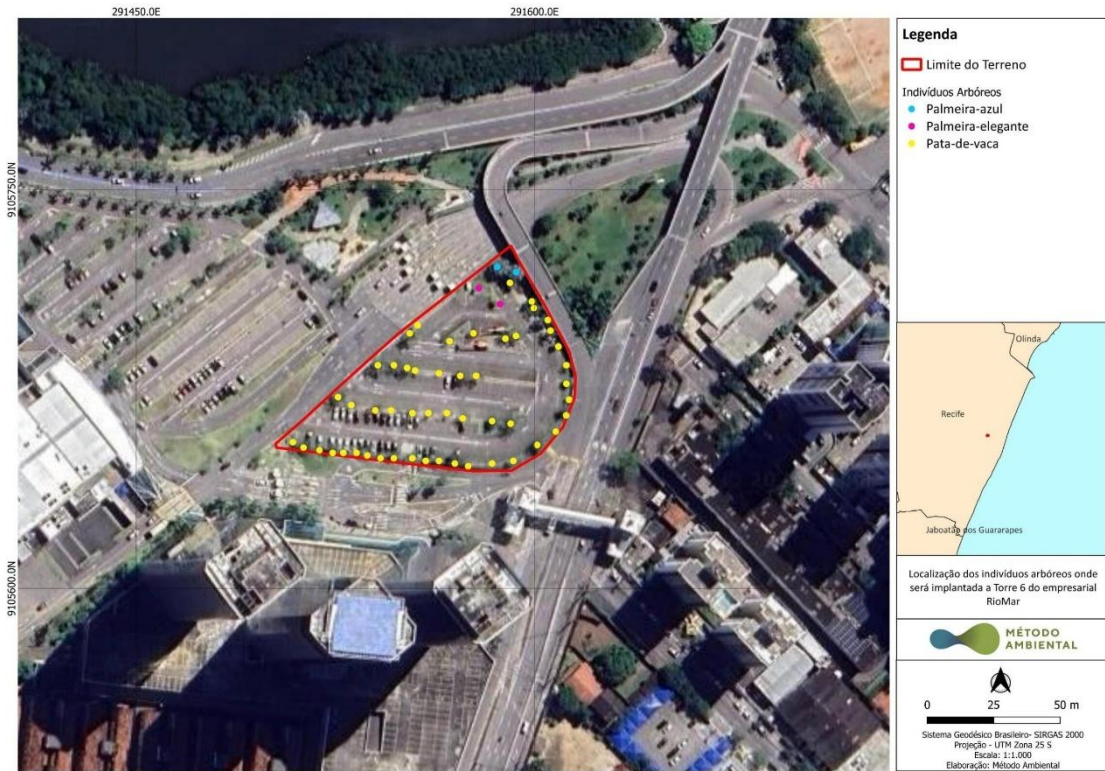 291450.0E
291600.0E
9105750.0N
9105600.0N
Legenda
Limite do Terreno
Indivíduos Arbóreos
Palmeira-azul
Palmeira-elegante
Pata-de-vaca
Olinda
Recife
Jaboatão dos Guararapes
Localização dos indivíduos arbóreos onde
será implantada a Torre 6 do empresarial
RioMar
MÉTODO
AMBIENTAL
0 25 50 m
Sistema Geodésico Brasileiro- SIRGAS 2000
Projeção - UTM Zona 25 S
Escala: 1:1.000
Elaboração: Método Ambiental